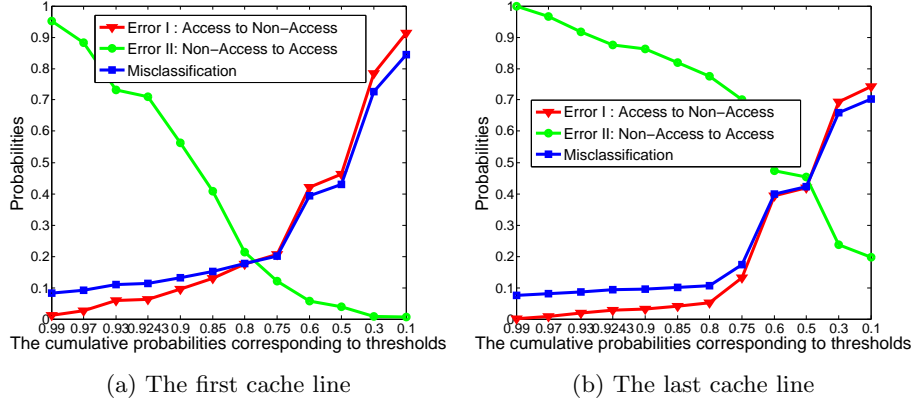 1
0.9
0.8
0.7
0.6
0.5
0.4
0.3
0.2
0.1
0
Probabilities
Error I : Access to Non−Access
Error II: Non−Access to Access
Misclassification
0.99 0.97 0.93 0.9243 0.9 0.85 0.8 0.75 0.6 0.5 0.3 0.1
The cumulative probabilities corresponding to thresholds
(a) The first cache line
1
0.9
0.8
0.7
0.6
0.5
0.4
0.3
0.2
0.1
0
Probabilities
Error I : Access to Non−Access
Error II: Non−Access to Access
Misclassification
0.99 0.97 0.93 0.9243 0.9 0.85 0.8 0.75 0.6 0.5 0.3 0.1
The cumulative probabilities corresponding to thresholds
(b) The last cache line